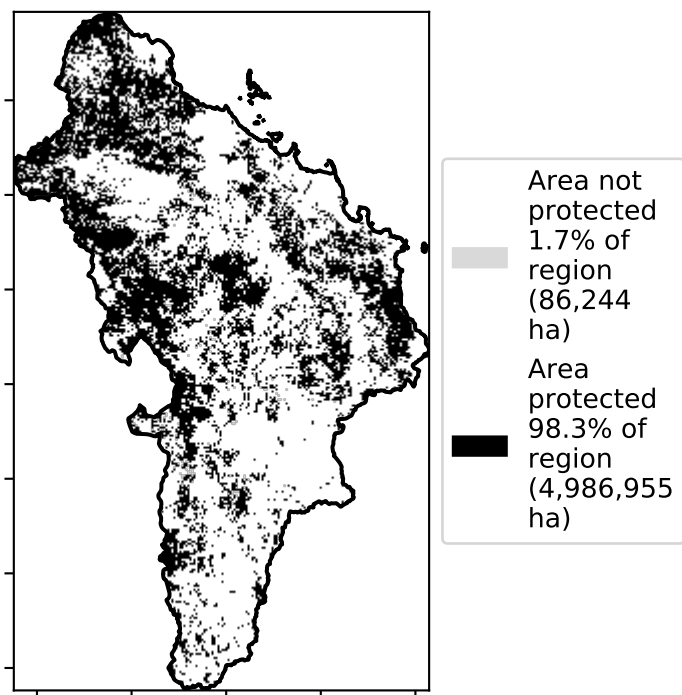 Area not
protected
1.7% of
region
(86,244
ha)
Area
protected
98.3% of
region
(4,986,955
ha)